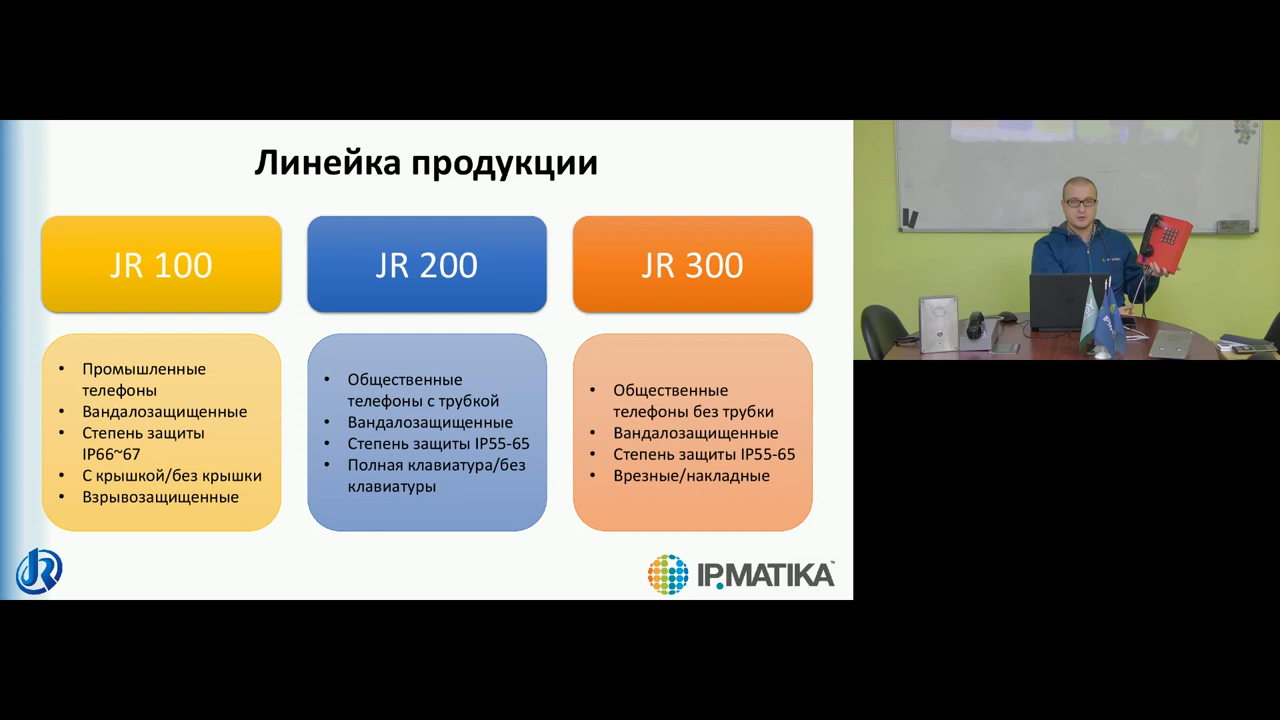 Линейка продукции
JR 100
JR 200
JR 300
• Промышленные
телефоны
• Вандалозащищенные
• Степень защиты
IP66~67
• С крышкой/без крышки
• Взрывозащищенные
• Общественные
телефоны с трубкой
• Вандалозащищенные
• Степень защиты IP55-65
• Полная клавиатура/без
клавиатуры
• Общественные
телефоны без трубки
• Вандалозащищенные
• Степень защиты IP55-65
• Врезные/накладные
JR
IPMATIKA™